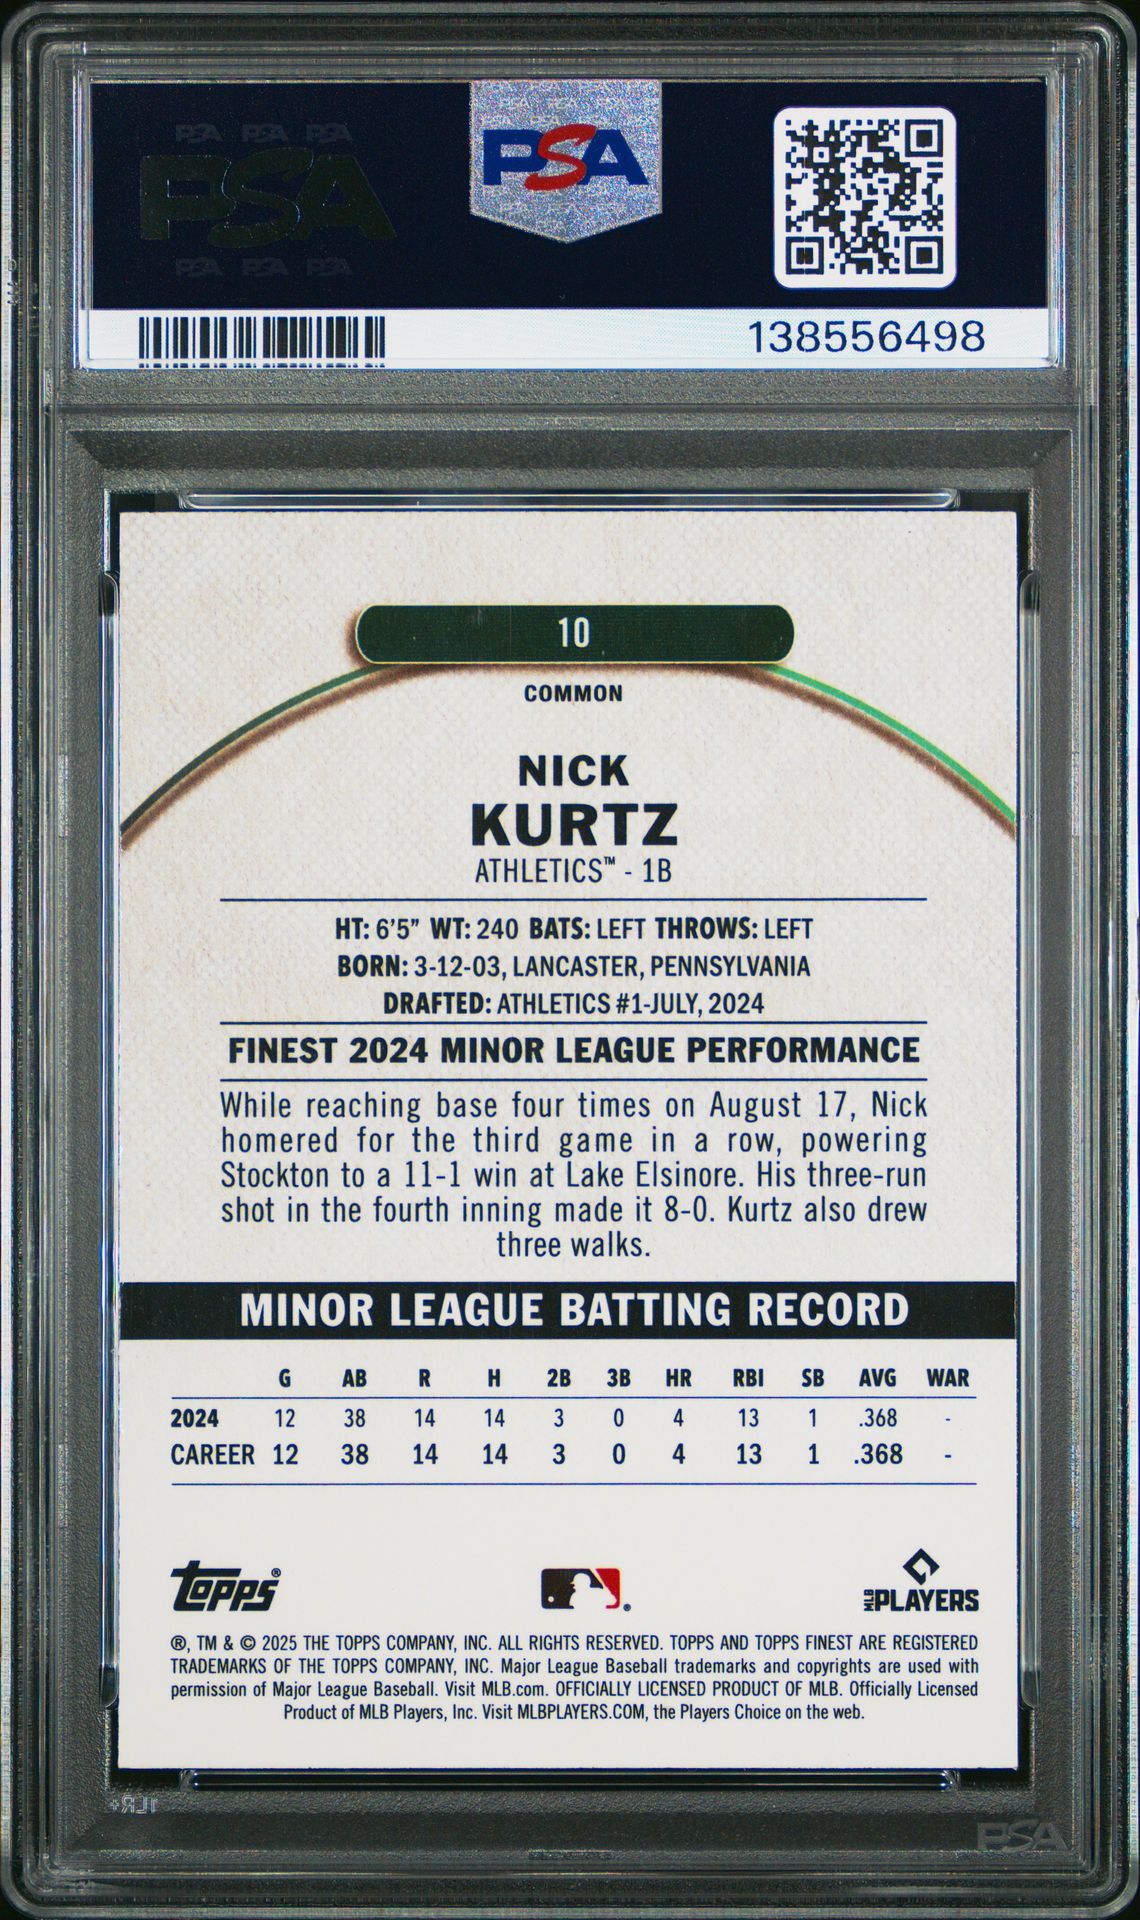 PSA PSA PSA
PSA
PSA PSA PSA
PSA
138556498
10
COMMON
NICK
KURTZ
ATHLETICS™ - 1B
HT: 6'5" WT: 240 BATS: LEFT THROWS: LEFT
BORN: 3-12-03, LANCASTER, PENNSYLVANIA
DRAFTED: ATHLETICS #1-JULY, 2024
FINEST 2024 MINOR LEAGUE PERFORMANCE
While reaching base four times on August 17, Nick
homered for the third game in a row, powering
Stockton to a 11-1 win at Lake Elsinore. His three-run
shot in the fourth inning made it 8-0. Kurtz also drew
three walks.
MINOR LEAGUE BATTING RECORD
G AB R H 2B 3B HR RBI SB AVG WAR
2024 12 38 14 14 3 0 4 13 1 .368 -
CAREER 12 38 14 14 3 0 4 13 1 .368 -
Topps®
®
MLB PLAYERS
®, TM & © 2025 THE TOPPS COMPANY, INC. ALL RIGHTS RESERVED. TOPPS AND TOPPS FINEST ARE REGISTERED
TRADEMARKS OF THE TOPPS COMPANY, INC. Major League Baseball trademarks and copyrights are used with
permission of Major League Baseball. Visit MLB.com. OFFICIALLY LICENSED PRODUCT OF MLB. Officially Licensed
Product of MLB Players, Inc. Visit MLBPLAYERS.COM, the Players Choice on the web.
1LR+
PSA